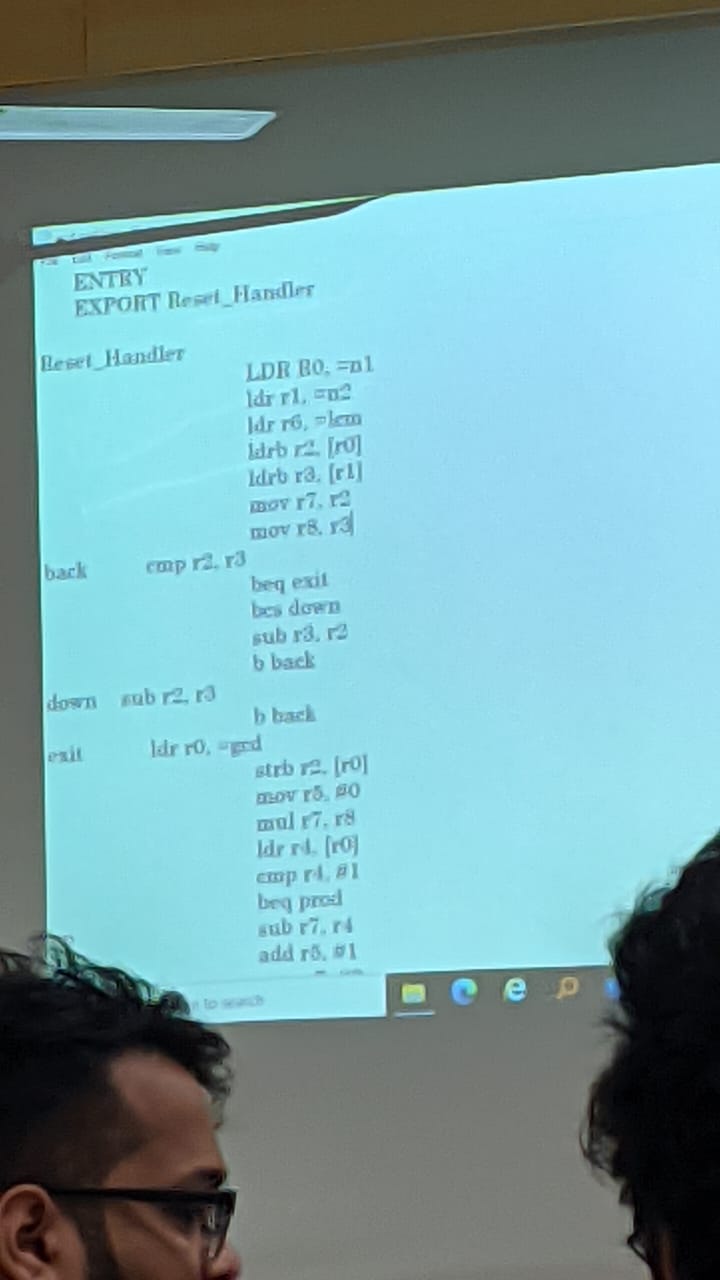 Edit Format View Help
ENTRY
EXPORT Reset_Handler
Reset_Handler
LDR R0, =n1
ldr r1, =n2
ldr r6, =lcm
ldrb r2, [r0]
ldrb r3, [r1]
mov r7, r2
mov r8, r3
back cmp r2, r3
beq exit
bcs down
sub r3, r2
b back
down sub r2, r3
b back
exit ldr r0, =gcd
strb r2, [r0]
mov r5, #0
mul r7, r8
ldr r4, [r0]
cmp r4, #1
beq prod
sub r7, r4
add r5, #1
to search